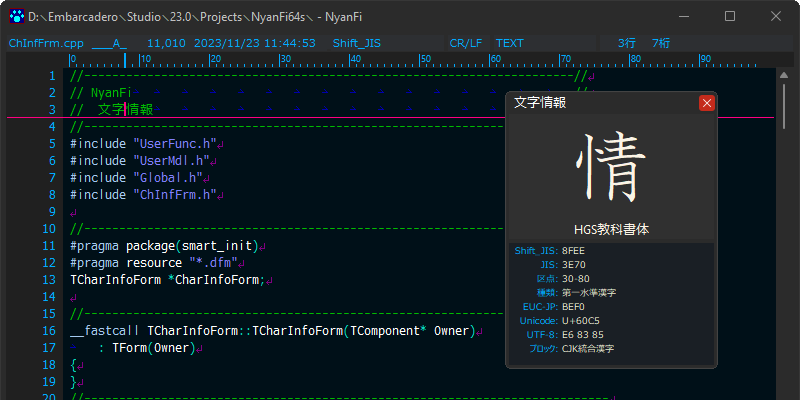 D:\Embarcadero\Studio\23.0\Projects\NyanFi64s\ - NyanFi
ChInfFrm.cpp ___A_ 11,010 2023/11/23 11:44:53 Shift_JIS CR/LF TEXT 3行 7桁
0 10 20 30 40 50 60 70 80 90
1 //----------------------------------------------------------------------//
2 // NyanFi //
3 //  文字情報
4 //----------------------------------------------------------------------//
5 #include "UserFunc.h"
6 #include "UserMdl.h"
7 #include "Global.h"
8 #include "ChInfFrm.h"
9
10 //---------------------------------------------------------------------------
11 #pragma package(smart_init)
12 #pragma resource "*.dfm"
13 TCharInfoForm *CharInfoForm;
14
15 //---------------------------------------------------------------------------
16 __fastcall TCharInfoForm::TCharInfoForm(TComponent* Owner)
17     : TForm(Owner)
18 {
19 }
20 //---------------------------------------------------------------------------
文字情報
情
HGS教科書体
Shift_JIS: 8FEE
JIS: 3E70
区点: 30-80
種類: 第一水準漢字
EUC-JP: BEF0
Unicode: U+60C5
UTF-8: E6 83 85
ブロック: CJK統合漢字